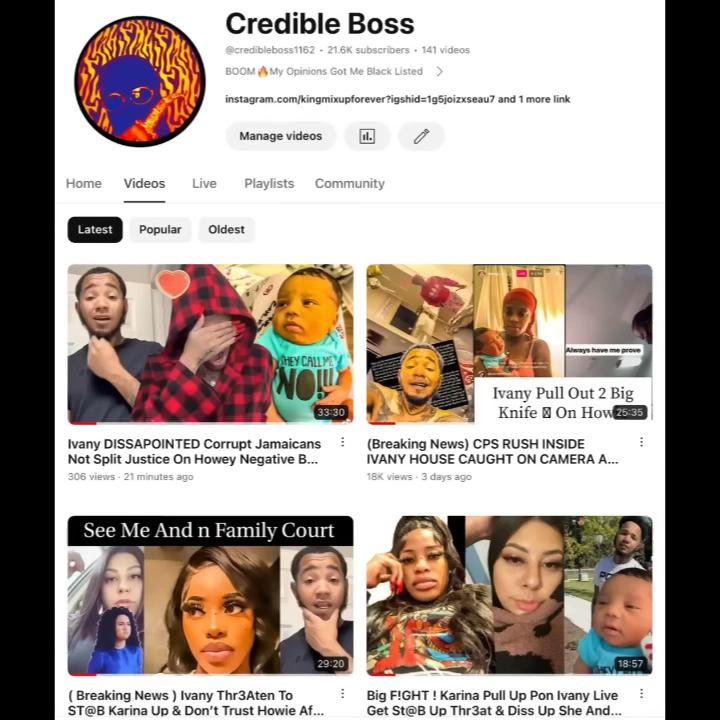 Credible Boss
@credibleboss1162 • 21.6K subscribers • 141 videos
BOOM🔥My Opinions Got Me Black Listed
instagram.com/kingmixupforever?igshid=1g5joizxseau7 and 1 more link
Manage videos
Home Videos Live Playlists Community
Latest Popular Oldest
THEY CALL ME
NO!!!
33:30
Always have me prove
Ivany Pull Out 2 Big
Knife On How
25:35
Ivany DISSAPOINTED Corrupt Jamaicans
Not Split Justice On Howey Negative B...
306 views • 21 minutes ago
(Breaking News) CPS RUSH INSIDE
IVANY HOUSE CAUGHT ON CAMERA A...
18K views • 3 days ago
See Me And n Family Court
29:20
18:57
( Breaking News ) Ivany Thr3Aten To
ST@B Karina Up & Don't Trust Howie Af...
Big F!GHT ! Karina Pull Up Pon Ivany Live
Get St@B Up Thr3at & Diss Up She And...